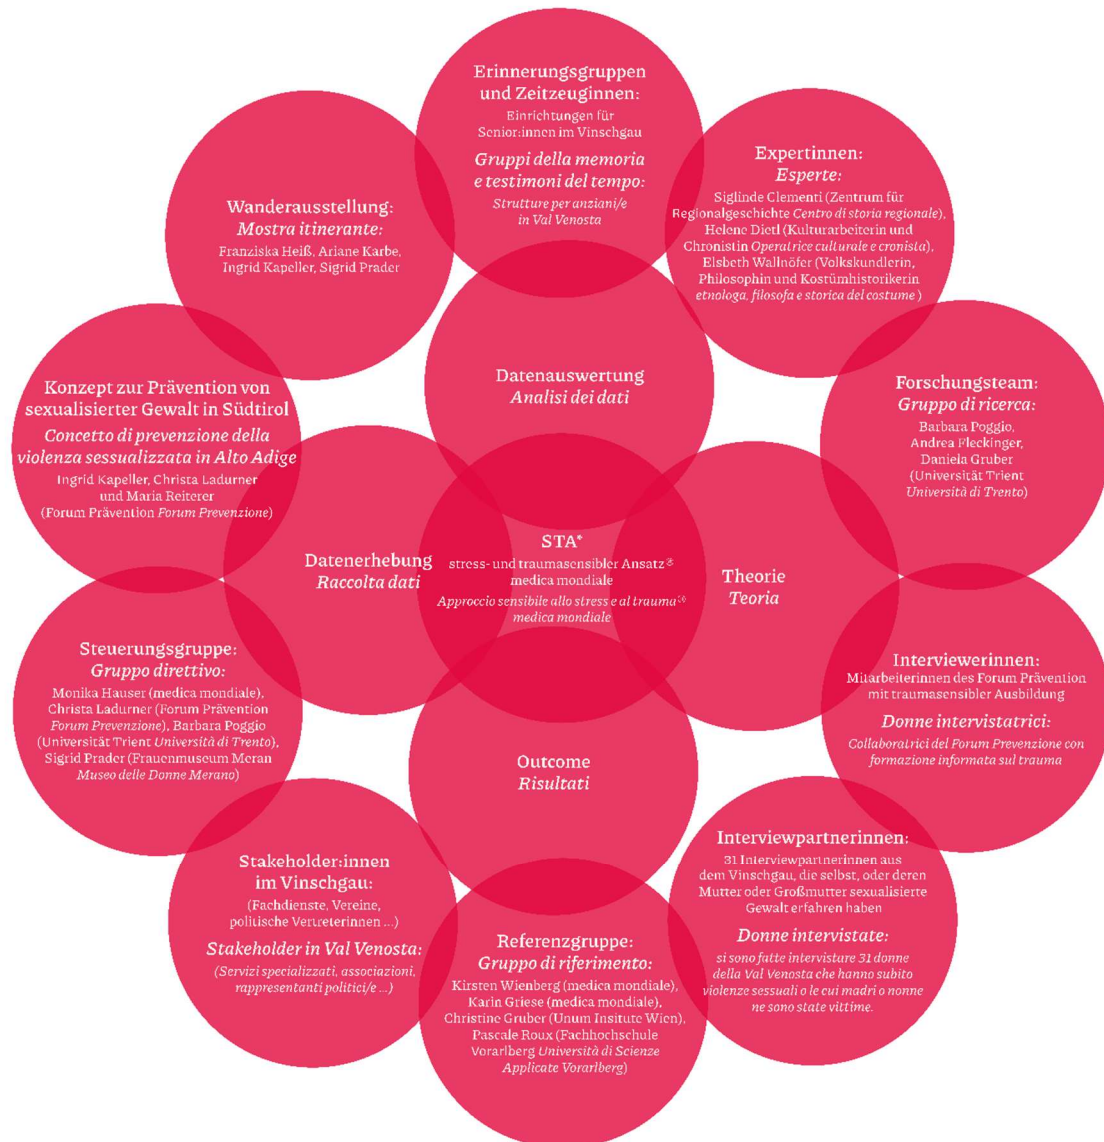 Erinnerungsgruppen
und Zeitzeuginnen:
Einrichtungen für
Senior:innen im Vinschgau
Gruppi della memoria
e testimoni del tempo:
Strutture per anziani/e
in Val Venosta
Expertinnen:
Esperte:
Siglinde Clementi (Zentrum für
Regionalgeschichte Centro di storia regionale),
Helene Dietl (Kulturarbeiterin und
Chronistin Operatrice culturale e cronista),
Elsbeth Wallnöfer (Volkskundlerin,
Philosophin und Kostümhistorikerin
etnologa, filosofa e storica del costume )
Wanderausstellung:
Mostra itinerante:
Franziska Heiß, Ariane Karbe,
Ingrid Kapeller, Sigrid Prader
Datenauswertung
Analisi dei dati
Konzept zur Prävention von
sexualisierter Gewalt in Südtirol
Concetto di prevenzione della
violenza sessualizzata in Alto Adige
Ingrid Kapeller, Christa Ladurner
und Maria Reiterer
(Forum Prävention Forum Prevenzione)
Forschungsteam:
Gruppo di ricerca:
Barbara Poggio,
Andrea Fleckinger,
Daniela Gruber
(Universität Trient
Università di Trento)
Datenerhebung
Raccolta dati
STA®
stress- und traumasensibler Ansatz®
medica mondiale
Approccio sensibile allo stress e al trauma®
medica mondiale
Theorie
Teoria
Steuerungsgruppe:
Gruppo direttivo:
Monika Hauser (medica mondiale),
Christa Ladurner (Forum Prävention
Forum Prevenzione), Barbara Poggio
(Universität Trient Università di Trento),
Sigrid Prader (Frauenmuseum Meran
Museo delle Donne Merano)
Interviewerinnen:
Mitarbeiterinnen des Forum Prävention
mit traumasensibler Ausbildung
Donne intervistatrici:
Collaboratrici del Forum Prevenzione con
formazione informata sul trauma
Outcome
Risultati
Stakeholder:innen
im Vinschgau:
(Fachdienste, Vereine,
politische Vertreterinnen ...)
Stakeholder in Val Venosta:
(Servizi specializzati, associazioni,
rappresentanti politici/e ...)
Interviewpartnerinnen:
31 Interviewpartnerinnen aus
dem Vinschgau, die selbst, oder deren
Mutter oder Großmutter sexualisierte
Gewalt erfahren haben
Donne intervistate:
si sono fatte intervistare 31 donne
della Val Venosta che hanno subito
violenze sessuali o le cui madri o nonne
ne sono state vittime.
Referenzgruppe:
Gruppo di riferimento:
Kirsten Wienberg (medica mondiale),
Karin Griese (medica mondiale),
Christine Gruber (Unum Insitute Wien),
Pascale Roux (Fachhochschule
Vorarlberg Università di Scienze
Applicate Vorarlberg)